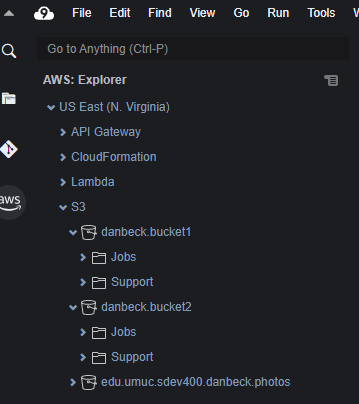 9 File Edit Find View Go Run Tools
Go to Anything (Ctrl-P)
AWS: Explorer
US East (N. Virginia)
API Gateway
CloudFormation
Lambda
aws
S3
danbeck.bucket1
Jobs
Support
danbeck.bucket2
Jobs
Support
edu.umuc.sdev400.danbeck.photos